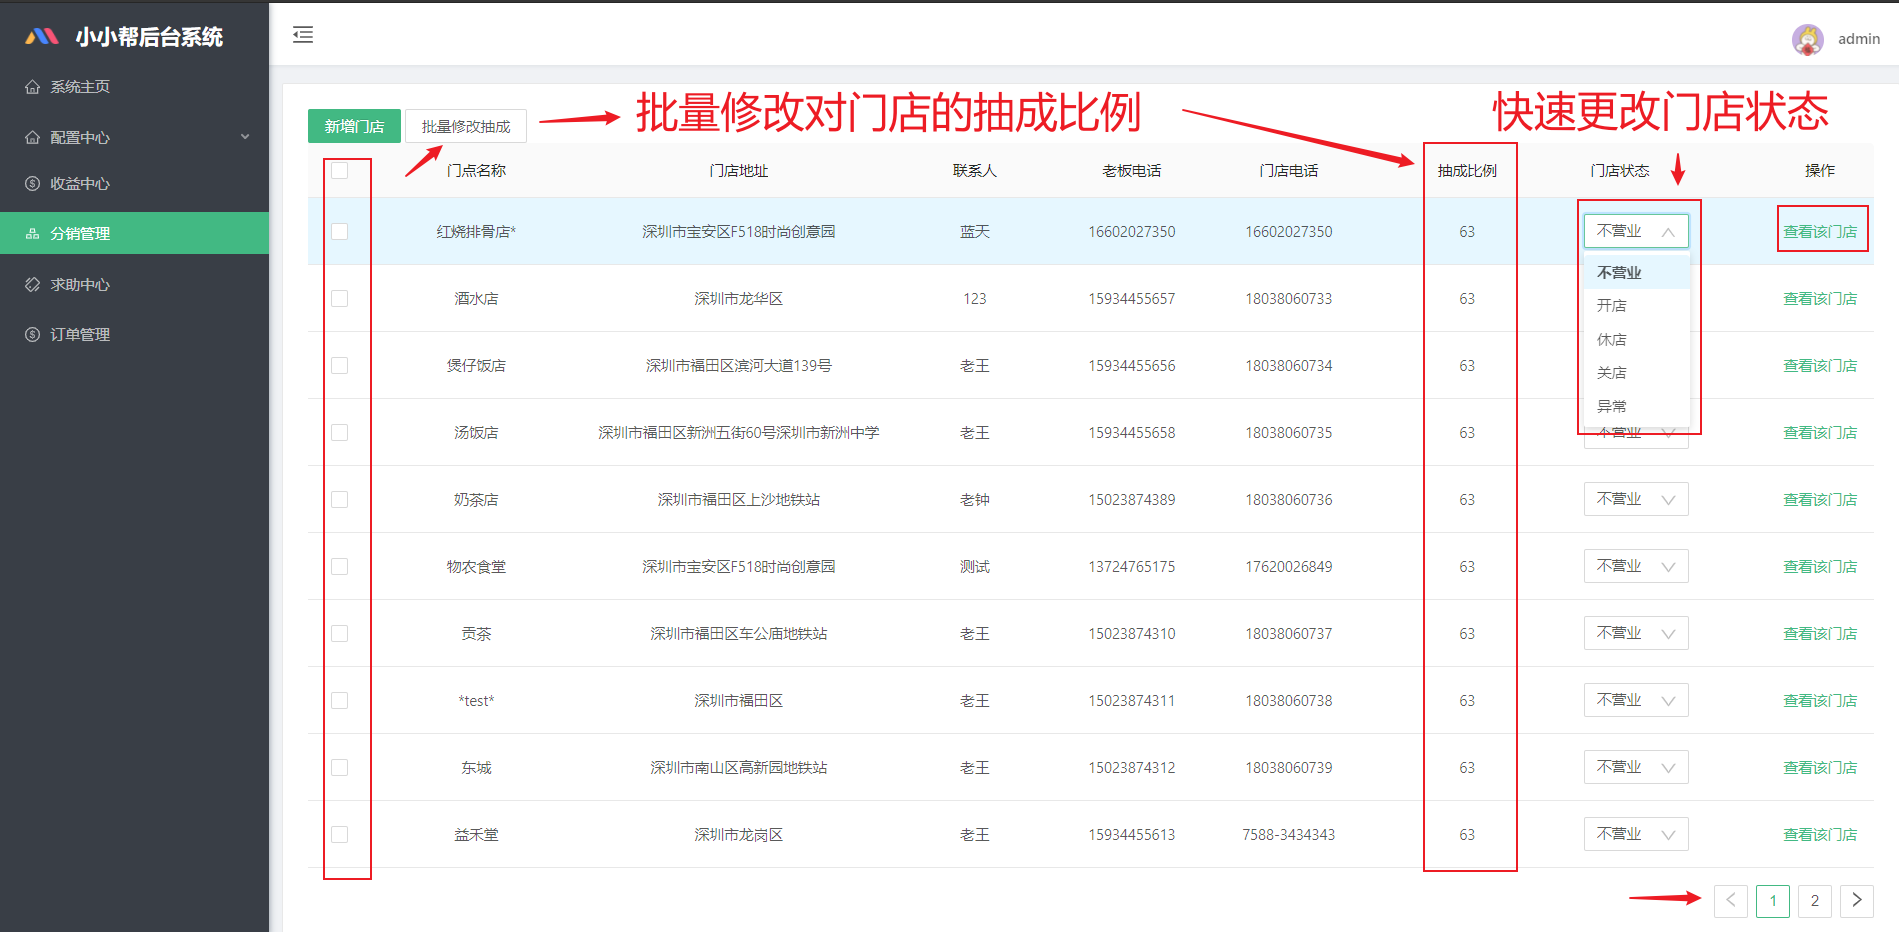 小小帮后台系统
admin
系统主页
配置中心
收益中心
分销管理
求助中心
订单管理
新增门店 批量修改抽成 批量修改对门店的抽成比例 快速更改门店状态
门点名称 门店地址 联系人 老板电话 门店电话 抽成比例 门店状态 操作
红烧排骨店* 深圳市宝安区F518时尚创意园 蓝天 16602027350 16602027350 63 不营业 查看该门店
不营业
开店
休店
关店
异常
酒水店 深圳市龙华区 123 15934455657 18038060733 63 查看该门店
煲仔饭店 深圳市福田区滨河大道139号 老王 15934455656 18038060734 63 查看该门店
汤饭店 深圳市福田区新洲五街60号深圳市新洲中学 老王 15934455658 18038060735 63 不营业 查看该门店
奶茶店 深圳市福田区上沙地铁站 老钟 15023874389 18038060736 63 不营业 查看该门店
物农食堂 深圳市宝安区F518时尚创意园 测试 13724765175 17620026849 63 不营业 查看该门店
贡茶 深圳市福田区车公庙地铁站 老王 15023874310 18038060737 63 不营业 查看该门店
*test* 深圳市福田区 老王 15023874311 18038060738 63 不营业 查看该门店
东城 深圳市南山区高新园地铁站 老王 15023874312 18038060739 63 不营业 查看该门店
益禾堂 深圳市龙岗区 老王 15934455613 7588-3434343 63 不营业 查看该门店
1 2